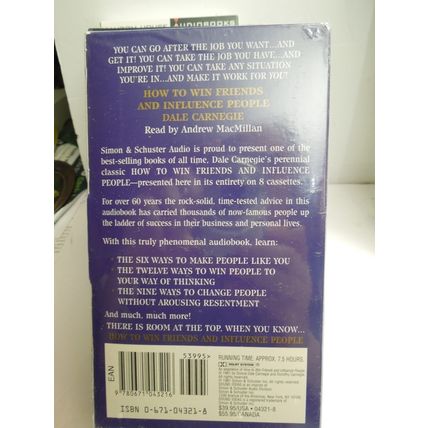 AUDIOBOOKS
YOU CAN GO AFTER THE JOB YOU WANT...AND
GET IT! YOU CAN TAKE THE JOB YOU HAVE...AND
IMPROVE IT! YOU CAN TAKE ANY SITUATION
YOU'RE IN...AND MAKE IT WORK FOR YOU!
HOW TO WIN FRIENDS
AND INFLUENCE PEOPLE
DALE CARNEGIE
Read by Andrew MacMillan
Simon & Schuster Audio is proud to present one of the
best-selling books of all time. Dale Carnegie's perennial
classic HOW TO WIN FRIENDS AND INFLUENCE
PEOPLE—presented here in its entirety on 8 cassettes.
For over 60 years the rock-solid, time-tested advice in this
audiobook has carried thousands of now-famous people up
the ladder of success in their business and personal lives.
With this truly phenomenal audiobook, learn:
· THE SIX WAYS TO MAKE PEOPLE LIKE YOU
· THE TWELVE WAYS TO WIN PEOPLE TO
YOUR WAY OF THINKING
· THE NINE WAYS TO CHANGE PEOPLE
WITHOUT AROUSING RESENTMENT
And much, much more!
THERE IS ROOM AT THE TOP, WHEN YOU KNOW...
HOW TO WIN FRIENDS AND INFLUENCE PEOPLE
53995>
EAN
9 780671 043216
ISBN 0-671-04321-8
RUNNING TIME: APPROX. 7.5 HOURS.
$39.95/USA • 04321-8
$55.95/CANADA